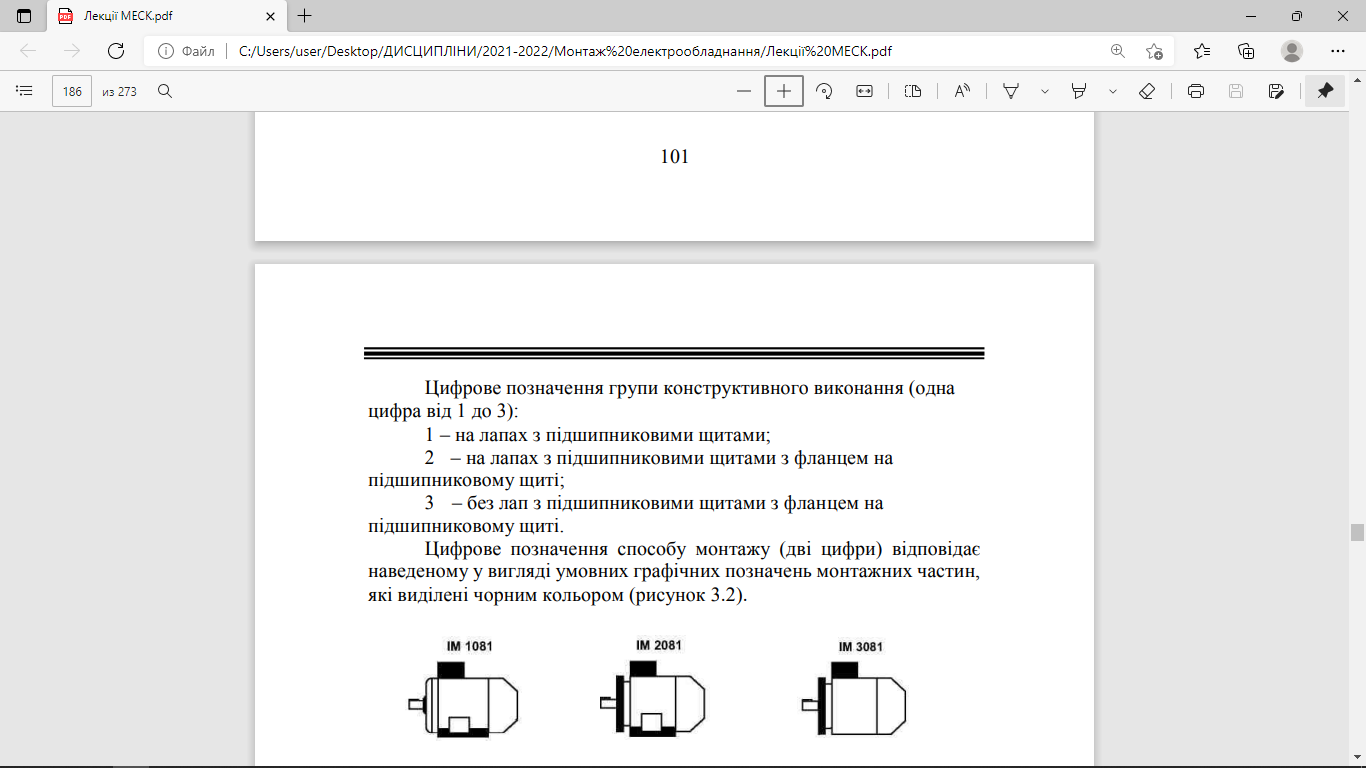 Лекції МЕСК.pdf
Файл
C:/Users/user/Desktop/ДИСЦИПЛІНИ/2021-2022/Монтаж%20електрообладнання/Лекції%20МЕСК.pdf
186 из 273
101
Цифрове позначення групи конструктивного виконання (одна
цифра від 1 до 3):
1 – на лапах з підшипниковими щитами;
2 – на лапах з підшипниковими щитами з фланцем на
підшипниковому щиті;
3 – без лап з підшипниковими щитами з фланцем на
підшипниковому щиті.
Цифрове позначення способу монтажу (дві цифри) відповідає
наведеному у вигляді умовних графічних позначень монтажних частин,
які виділені чорним кольором (рисунок 3.2).
IM 1081 IM 2081 IM 3081